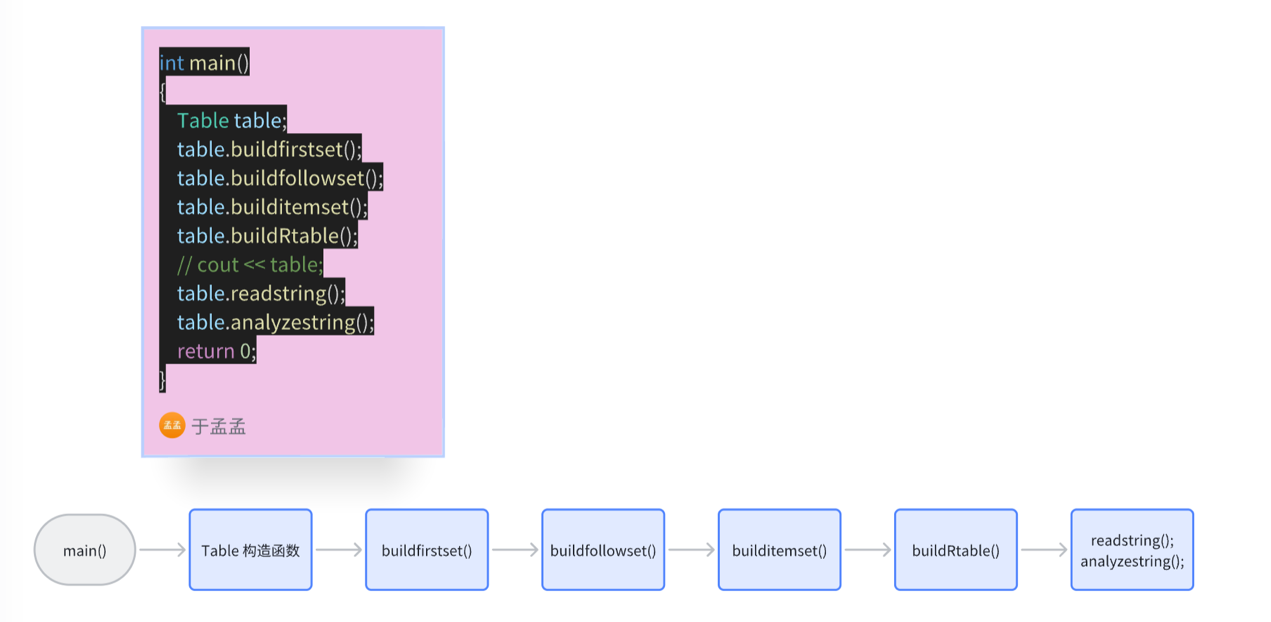 int main()
{
    Table table;
    table.buildfirstset();
    table.buildfollowset();
    table.builditemset();
    table.buildRtable();
    // cout << table;
    table.readstring();
    table.analyzestring();
    return 0;
}
孟孟 于孟孟
main()
Table 构造函数
buildfirstset()
buildfollowset()
builditemset()
buildRtable()
readstring();
analyzestring();